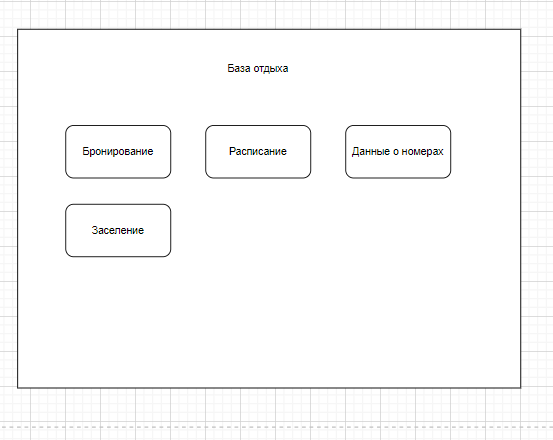 База отдыха
Бронирование
Расписание
Данные о номерах
Заселение